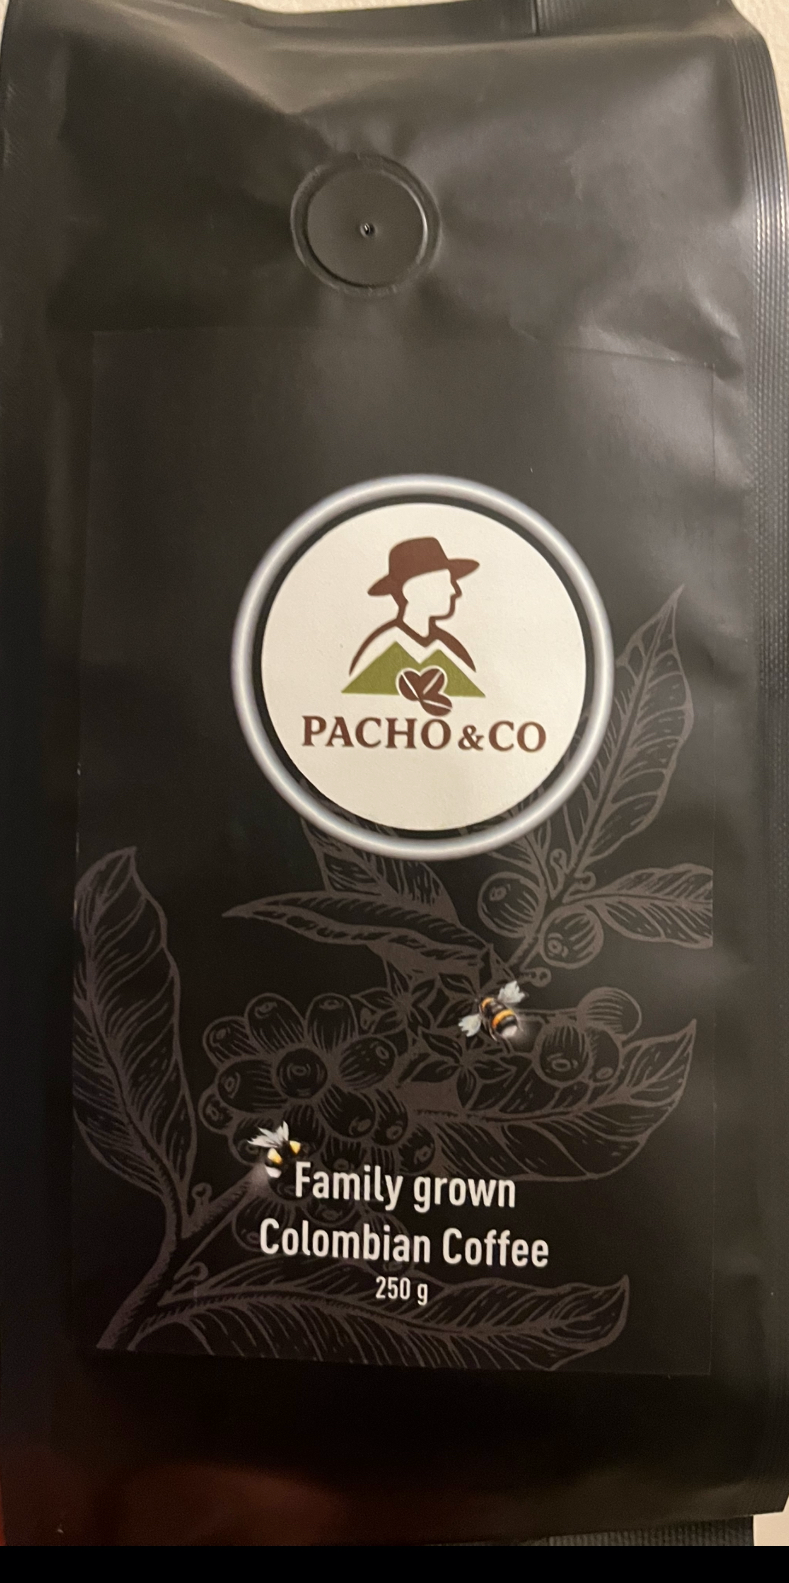 PACHO & CO
Family grown
Colombian Coffee
250 g